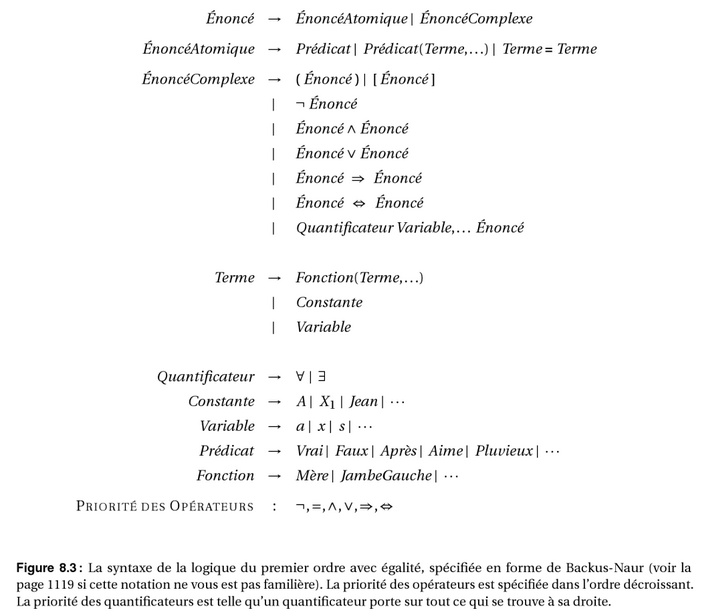 Énoncé → ÉnoncéAtomique | ÉnoncéComplexe
ÉnoncéAtomique → Prédicat | Prédicat(Terme,...) | Terme = Terme
ÉnoncéComplexe → ( Énoncé ) | [ Énoncé ]
| ¬ Énoncé
| Énoncé ∧ Énoncé
| Énoncé ∨ Énoncé
| Énoncé ⇒ Énoncé
| Énoncé ⇔ Énoncé
| Quantificateur Variable,... Énoncé
Terme → Fonction(Terme,...)
| Constante
| Variable
Quantificateur → ∀ | ∃
Constante → A | X₁ | Jean | ⋯
Variable → a | x | s | ⋯
Prédicat → Vrai | Faux | Après | Aime | Pluvieux | ⋯
Fonction → Mère | JambeGauche | ⋯
PRIORITÉ DES OPÉRATEURS : ¬,=,∧,∨,⇒,⇔
Figure 8.3 : La syntaxe de la logique du premier ordre avec égalité, spécifiée en forme de Backus-Naur (voir la
page 1119 si cette notation ne vous est pas familière). La priorité des opérateurs est spécifiée dans l'ordre décroissant.
La priorité des quantificateurs est telle qu'un quantificateur porte sur tout ce qui se trouve à sa droite.